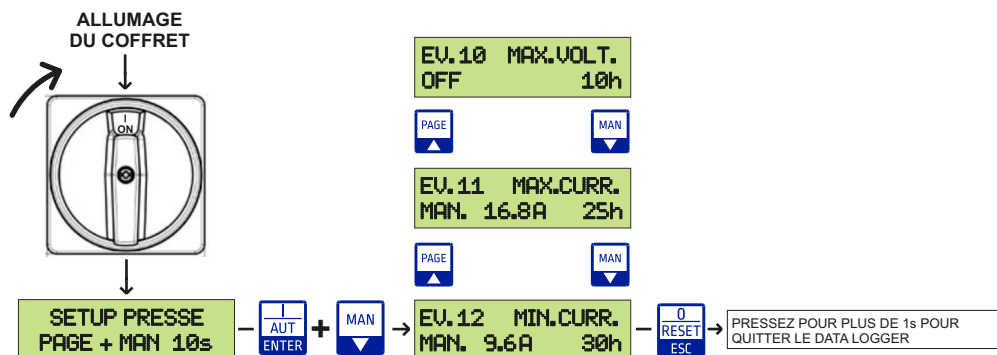 ALLUMAGE
DU COFFRET
I
ON
SETUP PRESSE
PAGE + MAN 10s
I
AUT
ENTER
+
MAN
EV.10 MAX.VOLT.
OFF 10h
PAGE
MAN
EV.11 MAX.CURR.
MAN. 16.8A 25h
PAGE
MAN
EV.12 MIN.CURR.
MAN. 9.6A 30h
0
RESET
ESC
PRESSEZ POUR PLUS DE 1s POUR
QUITTER LE DATA LOGGER